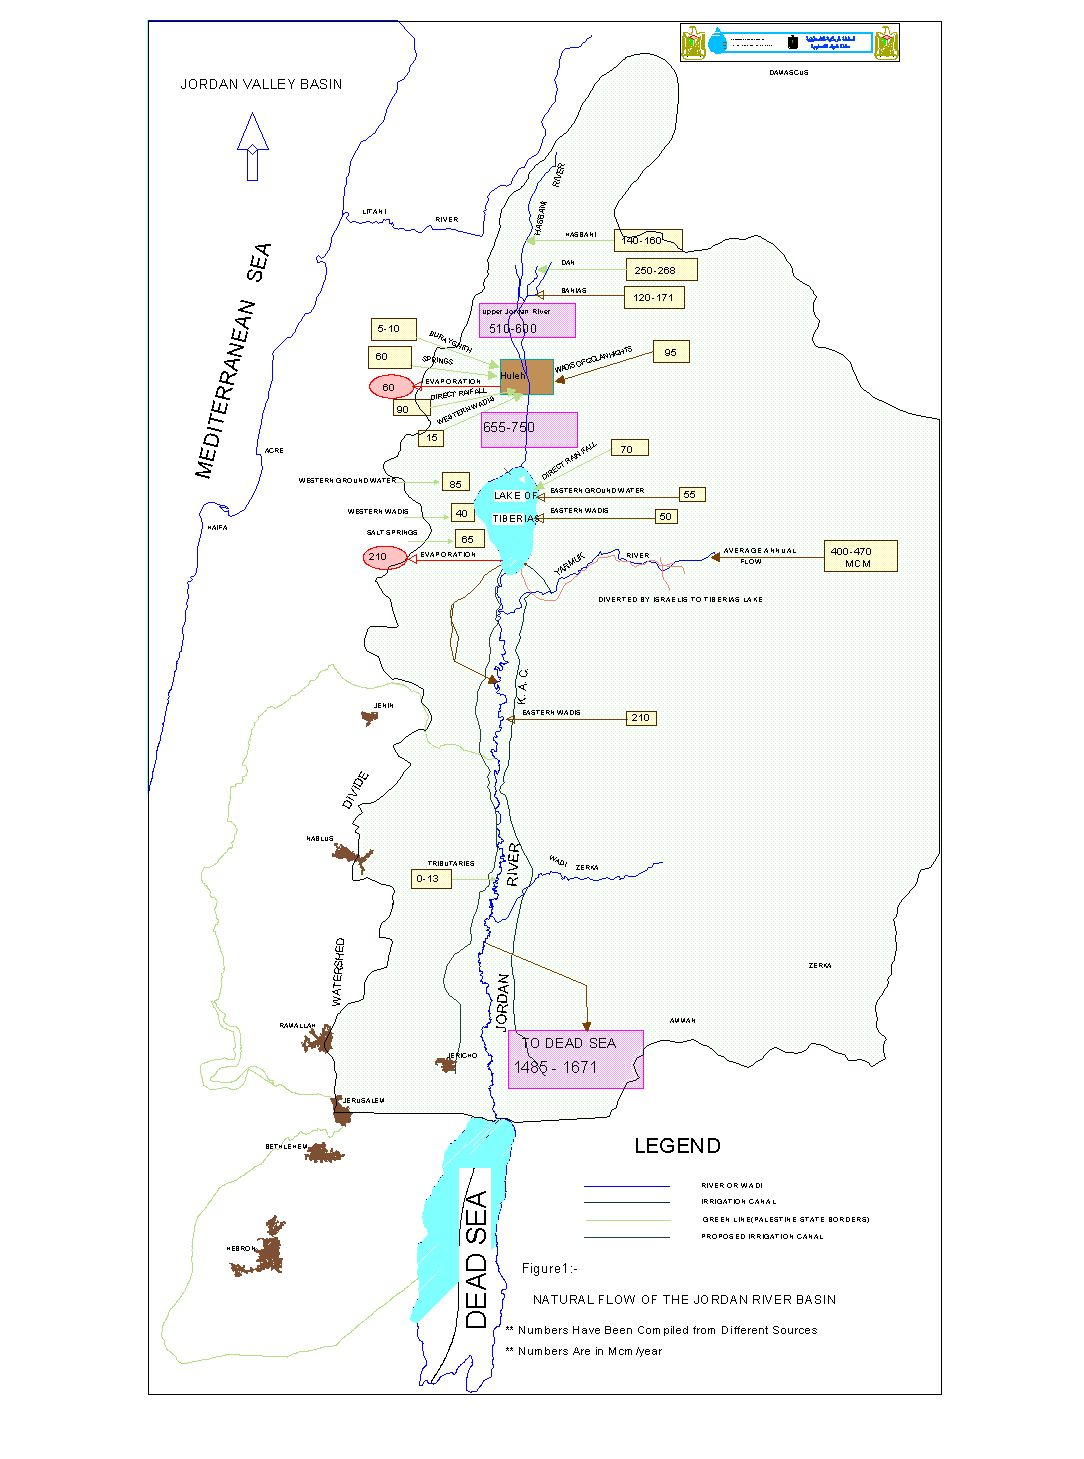 DAMASCUS
JORDAN VALLEY BASIN
MEDITERRANEAN SEA
LITANI RIVER
HASBANI RIVER
HASBANI
140-160
DAN
250-268
BANIAS
120-171
upper Jordan River
510-600
5-10
BURAYGHITH
60
SPRINGS
60
EVAPORATION
Huleh
WADIS OF GOLAN HIGHTS
95
90
DIRECT RAIFALL
15
WESTERN WADIS
655-750
ACRE
DIRECT RAIN FALL
70
WESTERN GROUNDWATER
85
LAKE OF
TIBERIAS
EASTERN GROUNDWATER
55
WESTERN WADIS
40
EASTERN WADIS
50
HAIFA
SALT SPRINGS
65
210
EVAPORATION
YARMUK RIVER
AVERAGE ANNUAL
FLOW
400-470
MCM
DIVERTED BY ISRAELIS TO TIBERIAS LAKE
K. A. C.
JENIN
EASTERN WADIS
210
WATERSHED DIVIDE
NABLUS
TRIBUTARIES
0-13
JORDAN RIVER
WADI ZERKA
ZERKA
RAMALLAH
AMMAN
JERICHO
TO DEAD SEA
1485 - 1671
JERUSALEM
BETHLEHEM
HEBRON
DEAD SEA
LEGEND
RIVER OR WADI
IRRIGATION CANAL
GREEN LINE(PALESTINE STATE BORDERS)
PROPOSED IRRIGATION CANAL
Figure1:-
NATURAL FLOW OF THE JORDAN RIVER BASIN
** Numbers Have Been Compiled from Different Sources
** Numbers Are in Mcm/year